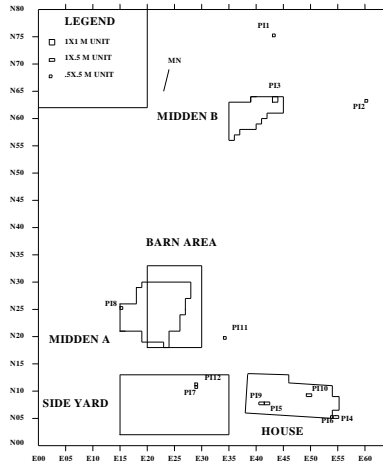 N80
N75
N70
N65
N60
N55
N50
N45
N40
N35
N30
N25
N20
N15
N10
N05
N00
LEGEND
1X1 M UNIT
1X.5 M UNIT
.5X.5 M UNIT
MN
PI1
PI3
PI2
MIDDEN B
BARN AREA
PI8
PI11
MIDDEN A
PI12
PI7
SIDE YARD
PI10
PI9
PI5
PI6
PI4
HOUSE
E00 E05 E10 E15 E20 E25 E30 E35 E40 E45 E50 E55 E60